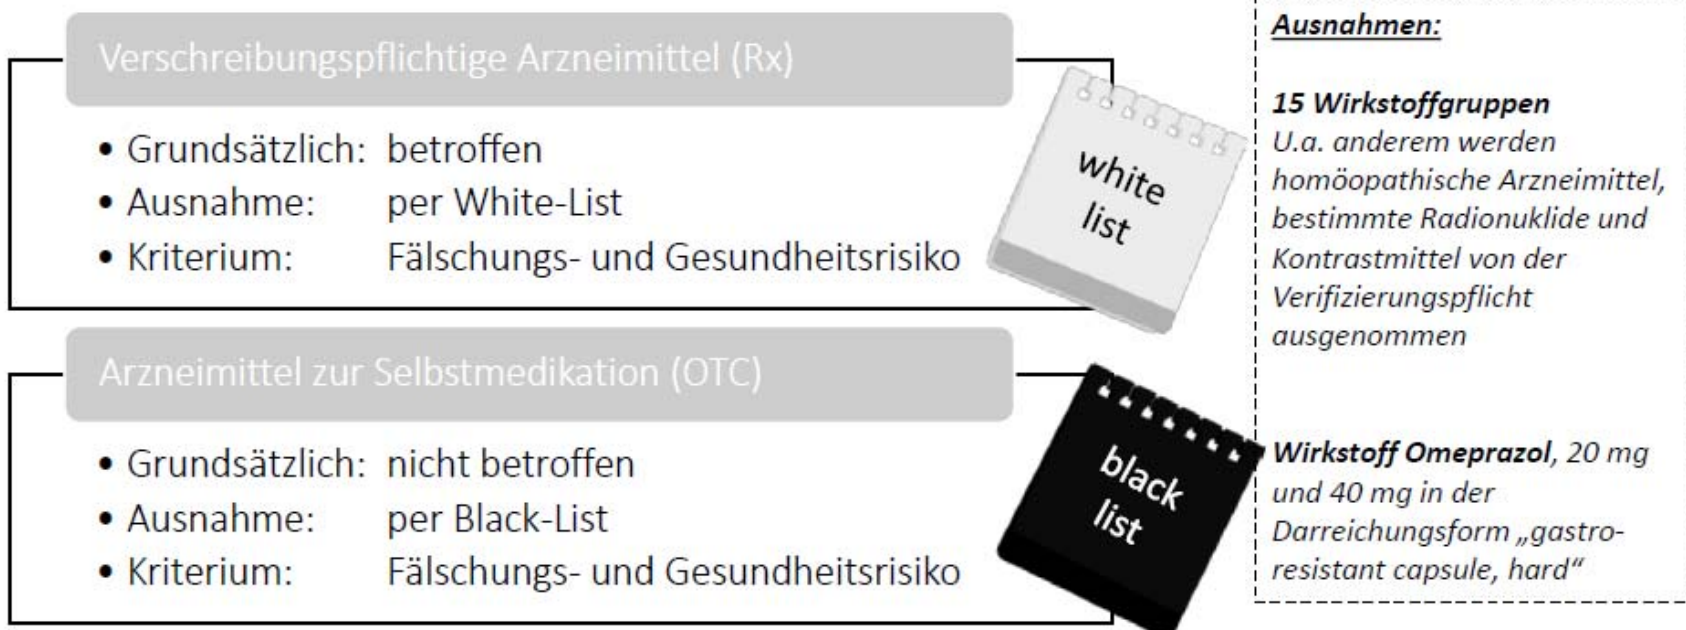 Verschreibungspflichtige Arzneimittel (Rx)
• Grundsätzlich: betroffen
• Ausnahme: per White-List
• Kriterium: Fälschungs- und Gesundheitsrisiko
white
list
Arzneimittel zur Selbstmedikation (OTC)
• Grundsätzlich: nicht betroffen
• Ausnahme: per Black-List
• Kriterium: Fälschungs- und Gesundheitsrisiko
black
list
Ausnahmen:
15 Wirkstoffgruppen
U.a. anderem werden
homöopathische Arzneimittel,
bestimmte Radionuklide und
Kontrastmittel von der
Verifizierungspflicht
ausgenommen
Wirkstoff Omeprazol, 20 mg
und 40 mg in der
Darreichungsform „gastro-
resistant capsule, hard“